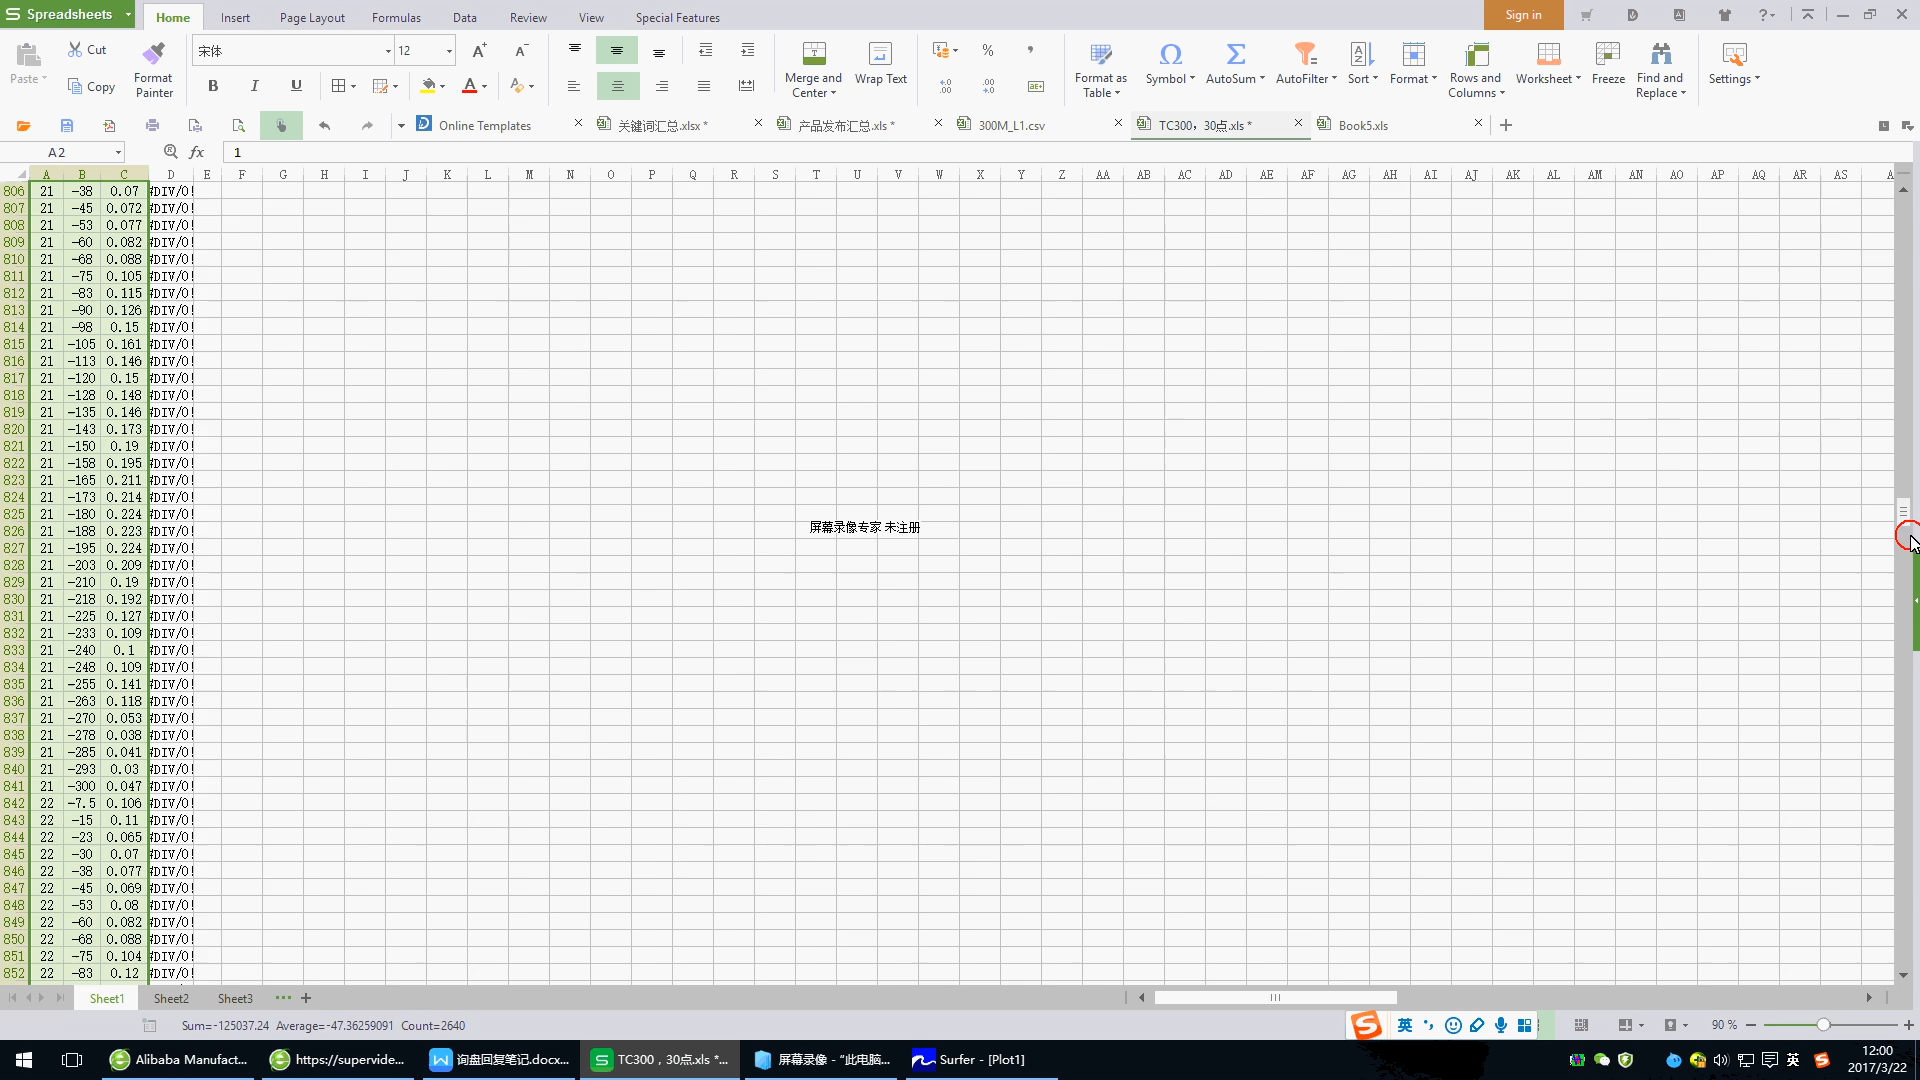 Spreadsheets Home Insert Page Layout Formulas Data Review View Special Features Sign in
Cut 宋体 12
Paste Copy Format Painter B I U Merge and Center Wrap Text Format as Table Symbol AutoSum AutoFilter Sort Format Rows and Columns Worksheet Freeze Find and Replace Settings
Online Templates 关键词汇总.xlsx * 产品发布汇总.xls * 300M_L1.csv TC300，30点.xls * Book5.xls
A2 fx 1
A B C D E F G H I J K L M N O P Q R S T U V W X Y Z AA AB AC AD AE AF AG AH AI AJ AK AL AM AN AO AP AQ AR AS A
806 21 -38 0.07 #DIV/0!
807 21 -45 0.072 #DIV/0!
808 21 -53 0.077 #DIV/0!
809 21 -60 0.082 #DIV/0!
810 21 -68 0.088 #DIV/0!
811 21 -75 0.105 #DIV/0!
812 21 -83 0.115 #DIV/0!
813 21 -90 0.126 #DIV/0!
814 21 -98 0.15 #DIV/0!
815 21 -105 0.161 #DIV/0!
816 21 -113 0.146 #DIV/0!
817 21 -120 0.15 #DIV/0!
818 21 -128 0.148 #DIV/0!
819 21 -135 0.146 #DIV/0!
820 21 -143 0.173 #DIV/0!
821 21 -150 0.19 #DIV/0!
822 21 -158 0.195 #DIV/0!
823 21 -165 0.211 #DIV/0!
824 21 -173 0.214 #DIV/0!
825 21 -180 0.224 #DIV/0!
826 21 -188 0.223 #DIV/0!
屏幕录像专家 未注册
827 21 -195 0.224 #DIV/0!
828 21 -203 0.209 #DIV/0!
829 21 -210 0.19 #DIV/0!
830 21 -218 0.192 #DIV/0!
831 21 -225 0.127 #DIV/0!
832 21 -233 0.109 #DIV/0!
833 21 -240 0.1 #DIV/0!
834 21 -248 0.109 #DIV/0!
835 21 -255 0.141 #DIV/0!
836 21 -263 0.118 #DIV/0!
837 21 -270 0.053 #DIV/0!
838 21 -278 0.038 #DIV/0!
839 21 -285 0.041 #DIV/0!
840 21 -293 0.03 #DIV/0!
841 21 -300 0.047 #DIV/0!
842 22 -7.5 0.106 #DIV/0!
843 22 -15 0.11 #DIV/0!
844 22 -23 0.065 #DIV/0!
845 22 -30 0.07 #DIV/0!
846 22 -38 0.077 #DIV/0!
847 22 -45 0.069 #DIV/0!
848 22 -53 0.08 #DIV/0!
849 22 -60 0.082 #DIV/0!
850 22 -68 0.088 #DIV/0!
851 22 -75 0.104 #DIV/0!
852 22 -83 0.12 #DIV/0!
Sheet1 Sheet2 Sheet3
Sum=-125037.24 Average=-47.36259091 Count=2640 英 90 %
Alibaba Manufact... https://supervide... 询盘回复笔记.docx... TC300，30点.xls *... 屏幕录像 - “此电脑... Surfer - [Plot1] 英 12:00
2017/3/22